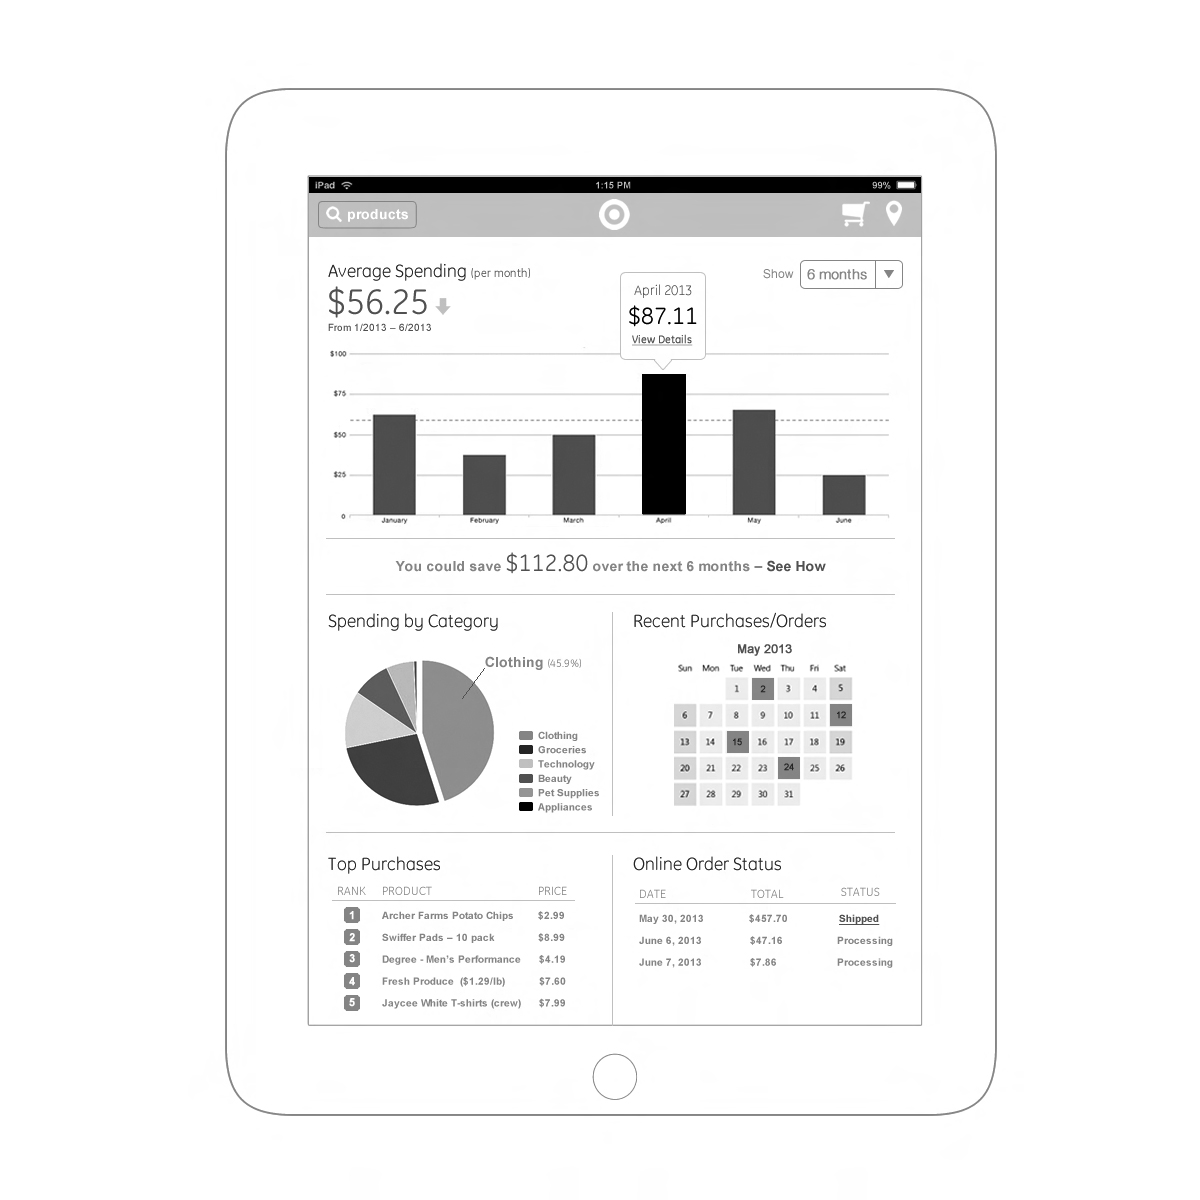 iPad 1:15 PM 99%
products
Average Spending (per month)
$56.25
From 1/2013 – 6/2013
Show 6 months
April 2013
$87.11
View Details
$100
$75
$50
$25
0
January February March April May June
You could save $112.80 over the next 6 months – See How
Spending by Category
Clothing (45.9%)
Clothing
Groceries
Technology
Beauty
Pet Supplies
Appliances
Recent Purchases/Orders
May 2013
Sun Mon Tue Wed Thu Fri Sat
1 2 3 4 5
6 7 8 9 10 11 12
13 14 15 16 17 18 19
20 21 22 23 24 25 26
27 28 29 30 31
Top Purchases
RANK PRODUCT PRICE
1 Archer Farms Potato Chips $2.99
2 Swiffer Pads – 10 pack $8.99
3 Degree - Men's Performance $4.19
4 Fresh Produce ($1.29/lb) $7.60
5 Jaycee White T-shirts (crew) $7.99
Online Order Status
DATE TOTAL STATUS
May 30, 2013 $457.70 Shipped
June 6, 2013 $47.16 Processing
June 7, 2013 $7.86 Processing